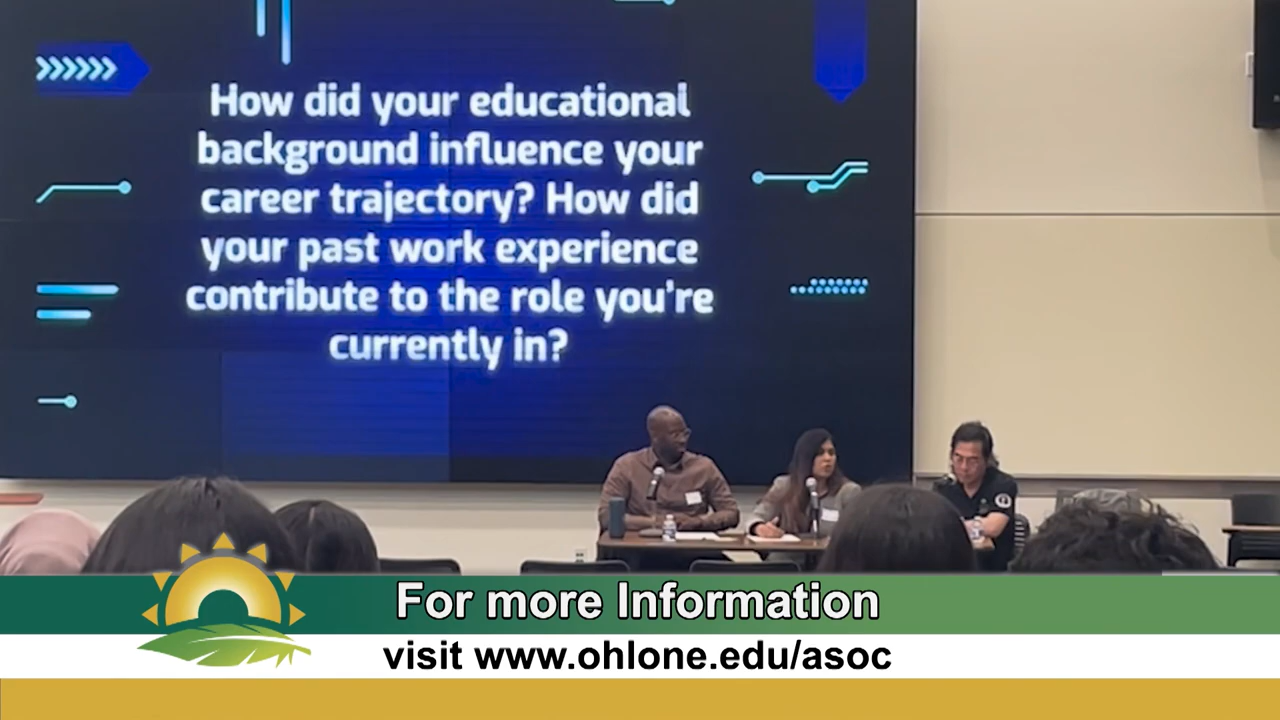 How did your educational
background influence your
career trajectory? How did
your past work experience
contribute to the role you're
currently in?
For more Information
visit www.ohlone.edu/asoc